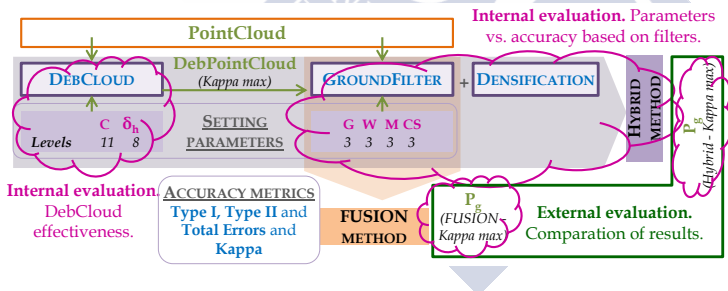 PointCloud
Internal evaluation. Parameters
vs. accuracy based on filters.
DebPointCloud
(Kappa max)
DEBCLOUD
GROUNDFILTER
+
DENSIFICATION
HYBRID
METHOD
Pg
(Hybrid - Kappa max)
C δh
Levels 11 8
SETTING
PARAMETERS
G W M CS
3 3 3 3
Internal evaluation.
DebCloud
effectiveness.
ACCURACY METRICS
Type I, Type II and
Total Errors and
Kappa
FUSION
METHOD
Pg
(FUSION -
Kappa max)
External evaluation.
Comparation of results.